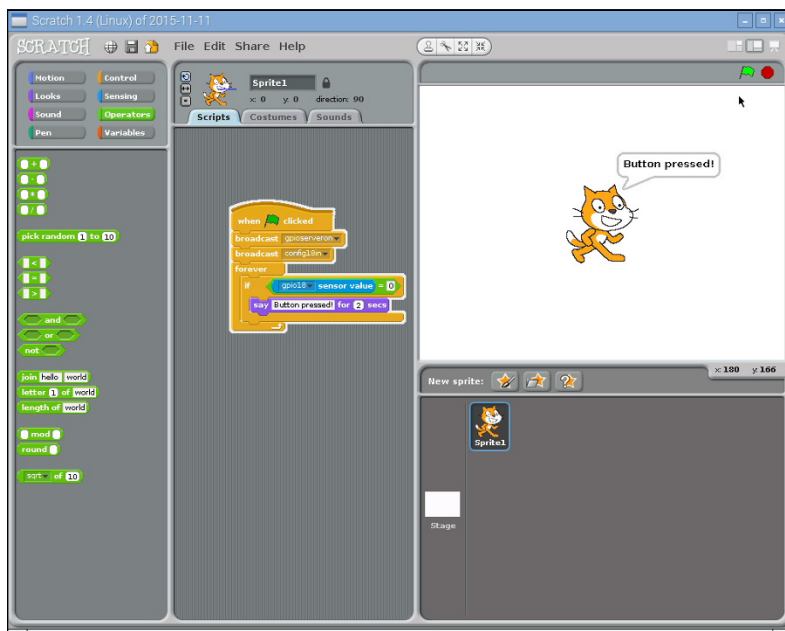 Scratch 1.4 (Linux) of 2015-11-11
SCRATCH File Edit Share Help
Motion Control
Looks Sensing
Sound Operators
Pen Variables
+
-
*
/
pick random 1 to 10
<
=
>
and
or
not
join hello world
letter 1 of world
length of world
mod
round
sqrt of 10
Sprite1
x: 0 y: 0 direction: 90
Scripts Costumes Sounds
when clicked
broadcast gpioserveron
broadcast config18in
forever
if gpio18 sensor value = 0
say Button pressed! for 2 secs
Button pressed!
x: 180 y: 166
New sprite:
Sprite1
Stage